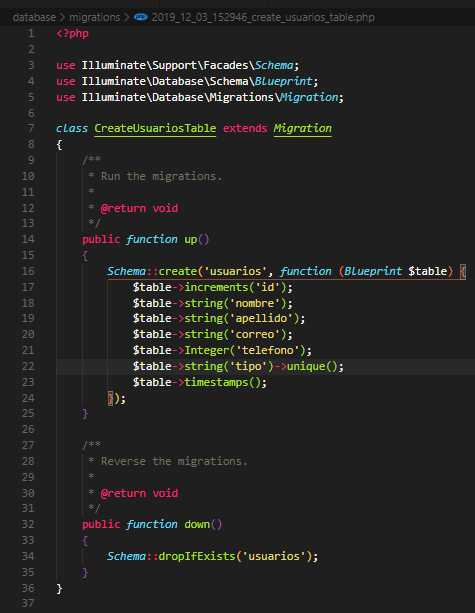 database > migrations > php 2019_12_03_152946_create_usuarios_table.php
1 <?php
2
3 use Illuminate\Support\Facades\Schema;
4 use Illuminate\Database\Schema\Blueprint;
5 use Illuminate\Database\Migrations\Migration;
6
7 class CreateUsuariosTable extends Migration
8 {
9 /**
10 * Run the migrations.
11 *
12 * @return void
13 */
14 public function up()
15 {
16 Schema::create('usuarios', function (Blueprint $table) {
17 $table->increments('id');
18 $table->string('nombre');
19 $table->string('apellido');
20 $table->string('correo');
21 $table->Integer('telefono');
22 $table->string('tipo')->unique();
23 $table->timestamps();
24 });
25 }
26
27 /**
28 * Reverse the migrations.
29 *
30 * @return void
31 */
32 public function down()
33 {
34 Schema::dropIfExists('usuarios');
35 }
36 }
37